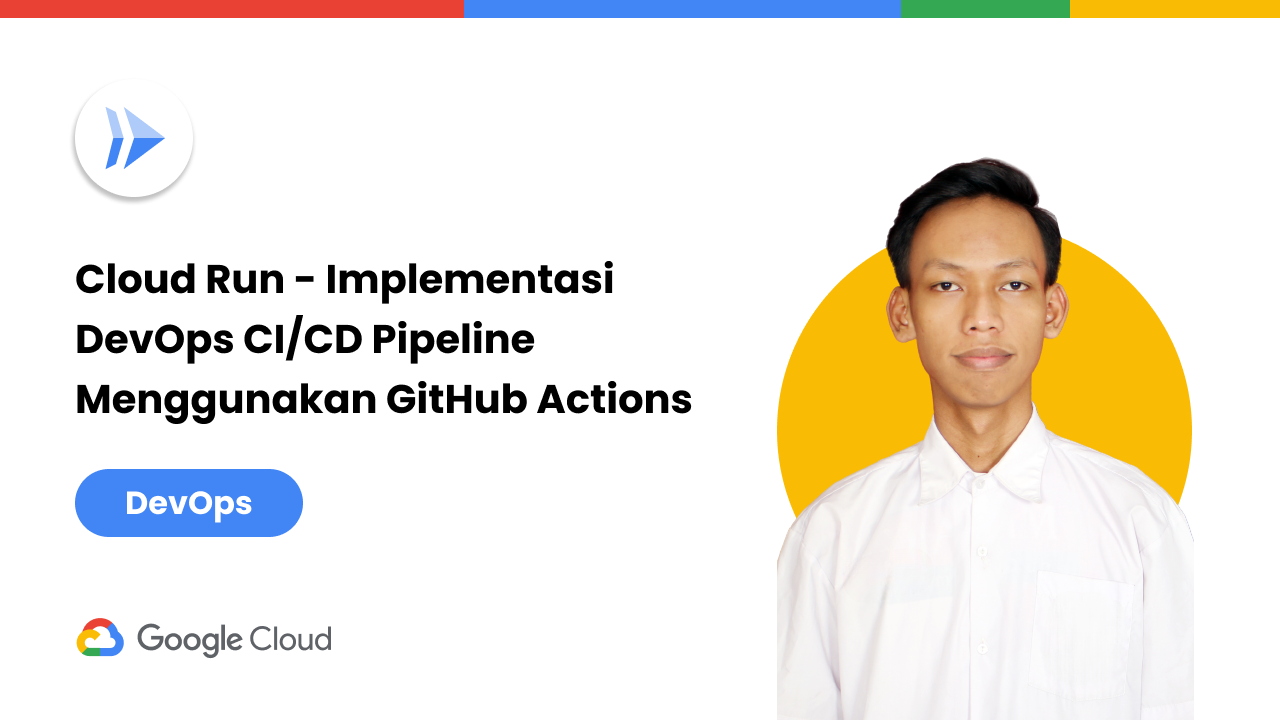 Cloud Run - Implementasi
DevOps CI/CD Pipeline
Menggunakan GitHub Actions
DevOps
Google Cloud